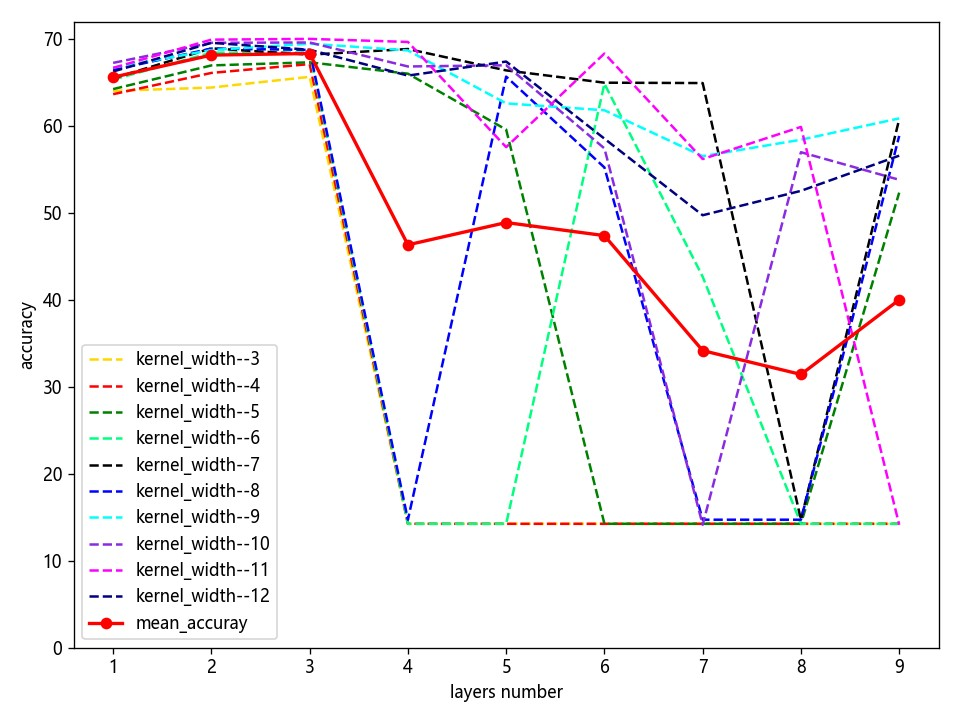 70
60
50
40
30
20
10
0
accuracy
kernel_width--3
kernel_width--4
kernel_width--5
kernel_width--6
kernel_width--7
kernel_width--8
kernel_width--9
kernel_width--10
kernel_width--11
kernel_width--12
mean_accuray
1 2 3 4 5 6 7 8 9
layers number